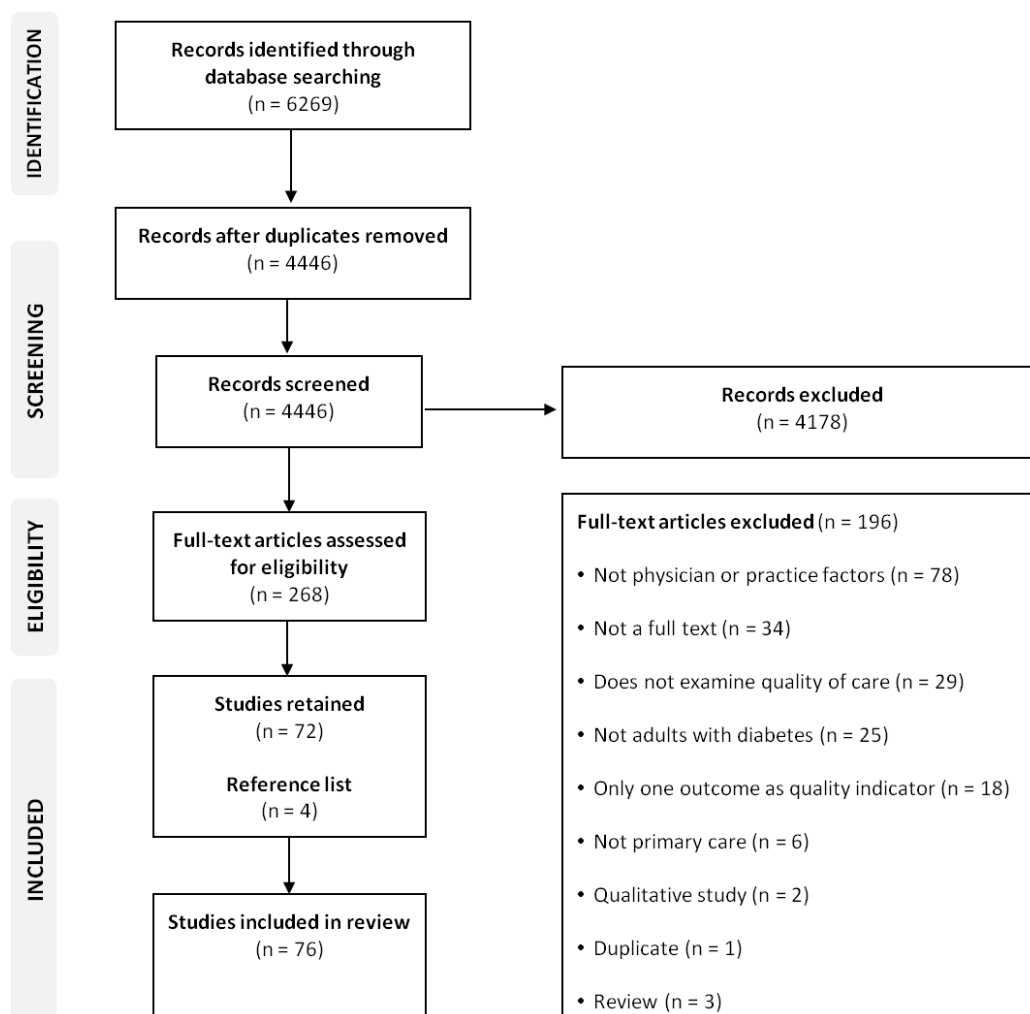 IDENTIFICATION
Records identified through
database searching
(n = 6269)
Records after duplicates removed
(n = 4446)
SCREENING
Records screened
(n = 4446)
Records excluded
(n = 4178)
ELIGIBILITY
Full-text articles assessed
for eligibility
(n = 268)
Full-text articles excluded (n = 196)
• Not physician or practice factors (n = 78)
• Not a full text (n = 34)
• Does not examine quality of care (n = 29)
• Not adults with diabetes (n = 25)
• Only one outcome as quality indicator (n = 18)
• Not primary care (n = 6)
• Qualitative study (n = 2)
• Duplicate (n = 1)
• Review (n = 3)
INCLUDED
Studies retained
(n = 72)
Reference list
(n = 4)
Studies included in review
(n = 76)